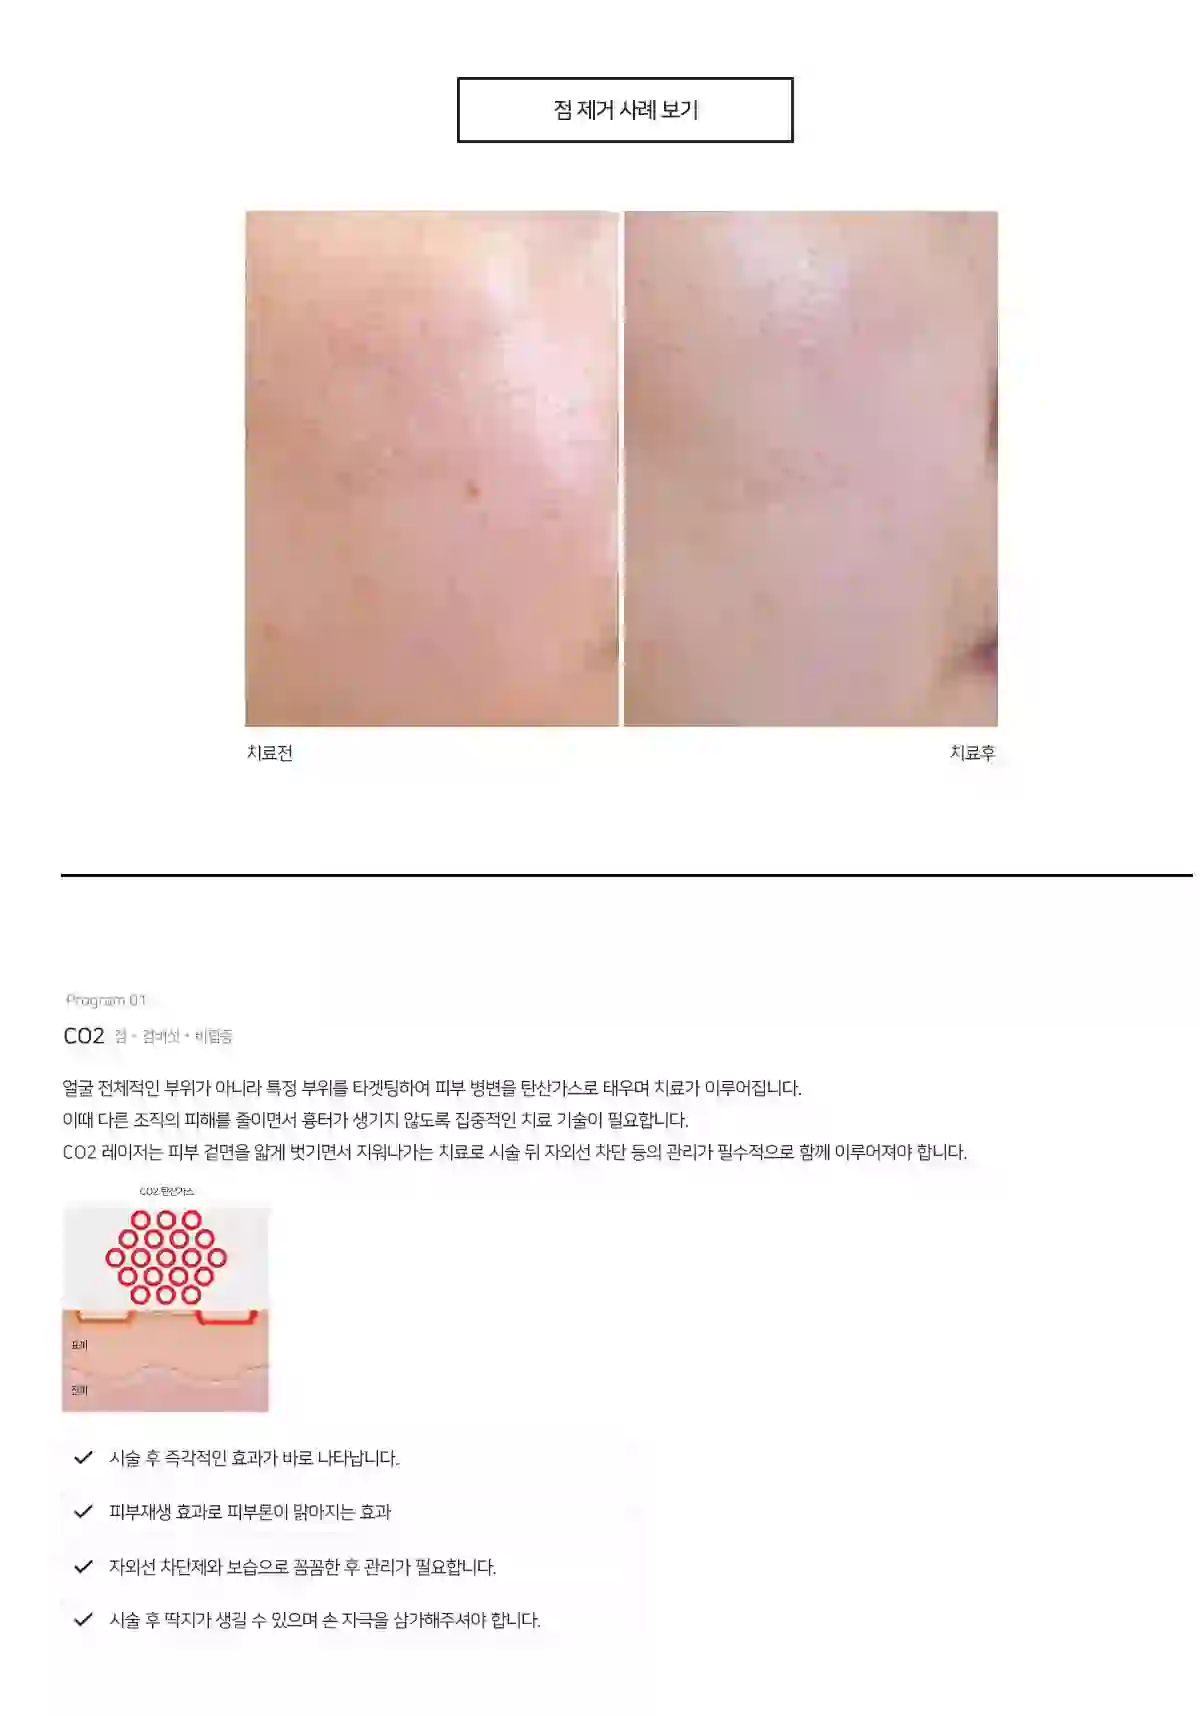 점 제거 사례 보기
치료전
치료후
Program 01
CO2 점 - 검버섯 - 비립종
얼굴 전체적인 부위가 아니라 특정 부위를 타겟팅하여 피부 병변을 탄산가스로 태우며 치료가 이루어집니다.
이때 다른 조직의 피해를 줄이면서 흉터가 생기지 않도록 집중적인 치료 기술이 필요합니다.
CO2 레이저는 피부 겉면을 얇게 벗기면서 지워나가는 치료로 시술 뒤 자외선 차단 등의 관리가 필수적으로 함께 이루어져야 합니다.
CO2 탄산가스
표피
진피
시술 후 즉각적인 효과가 바로 나타납니다.
피부재생 효과로 피부톤이 맑아지는 효과
자외선 차단제와 보습으로 꼼꼼한 후 관리가 필요합니다.
시술 후 딱지가 생길 수 있으며 손 자극을 삼가해주셔야 합니다.